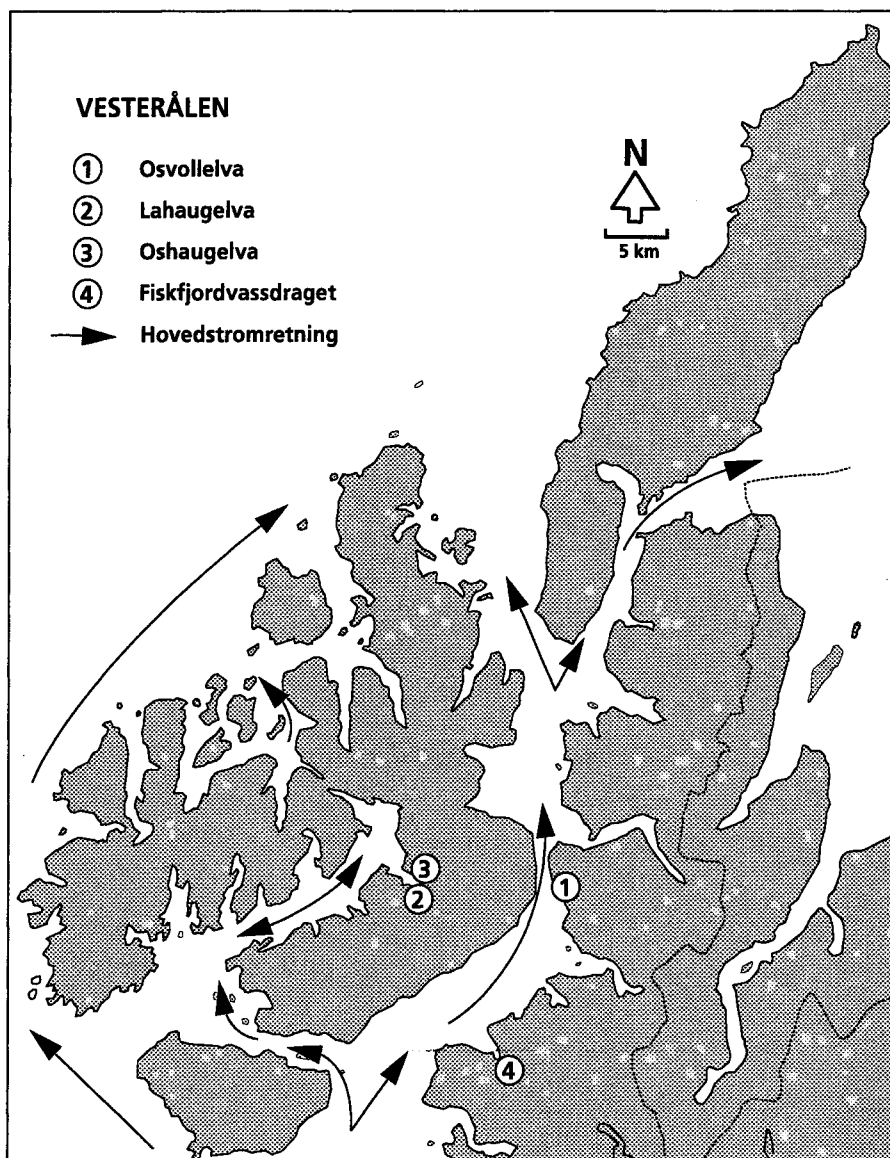 VESTERÅLEN
① Osvollelva
② Lahaugelva
③ Oshaugelva
④ Fiskfjordvassdraget
Hovedstromretning
N
5 km
③
②
①
④